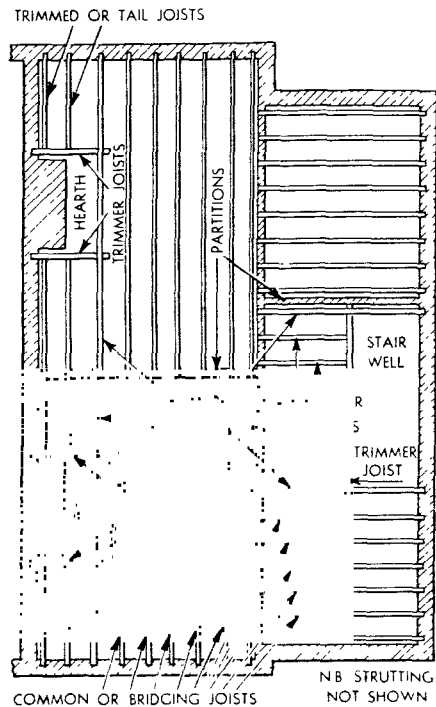 TRIMMED OR TAIL JOISTS
HEARTH
TRIMMER JOISTS
PARTITIONS
STAIR
WELL
R
S
TRIMMER
JOIST
COMMON OR BRIDGING JOISTS
N.B STRUTTING
NOT SHOWN